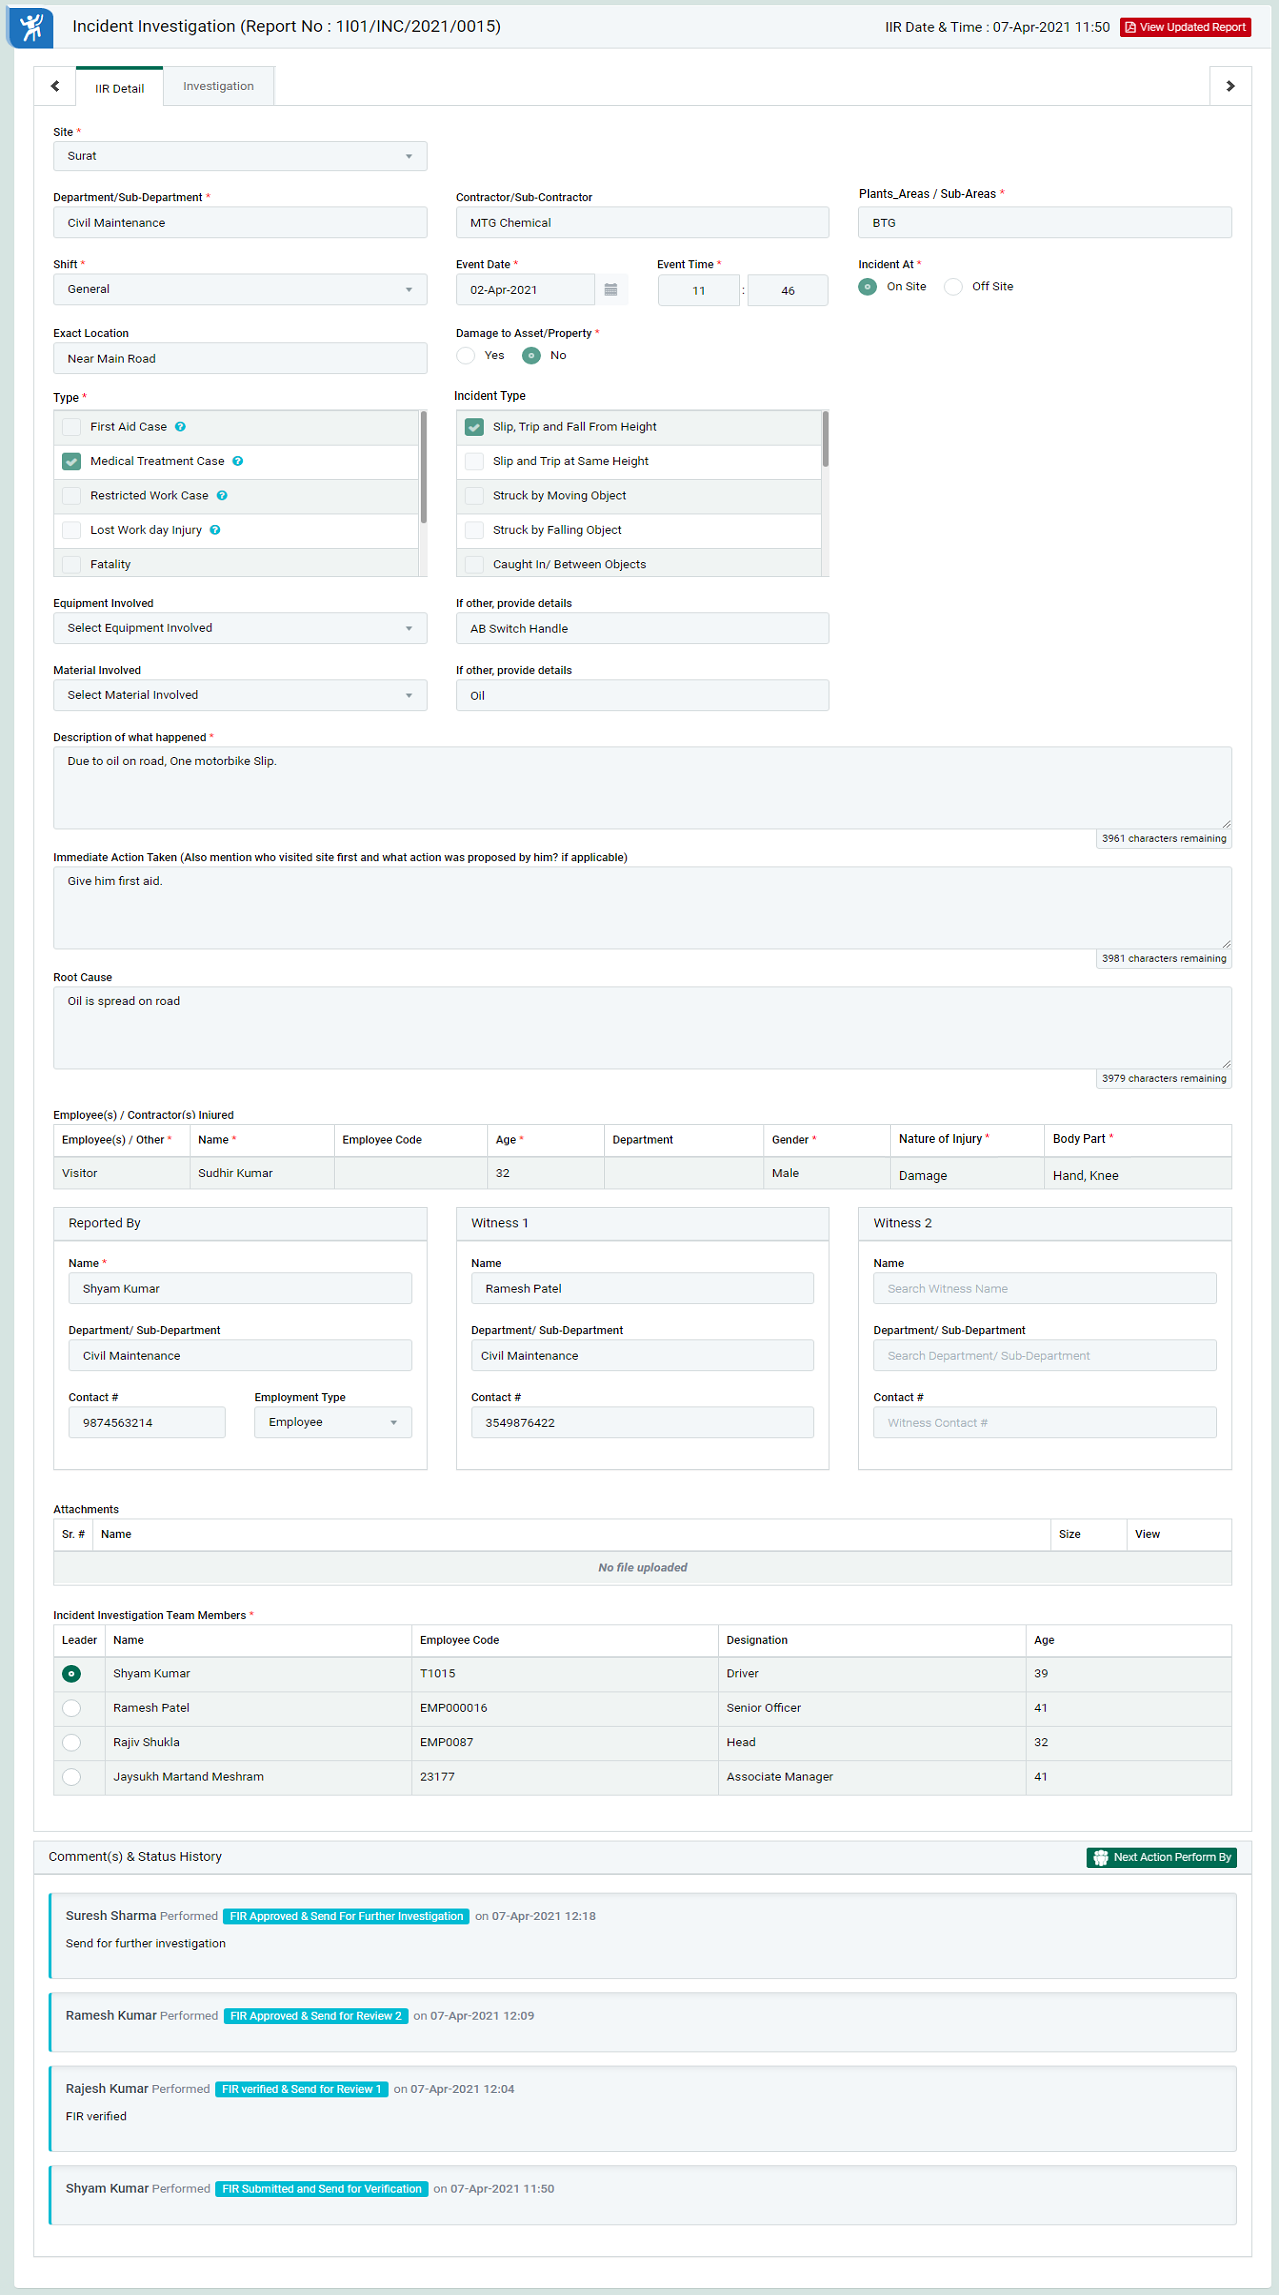 Incident Investigation (Report No : 1I01/INC/2021/0015)
IIR Date & Time : 07-Apr-2021 11:50 View Updated Report
IIR Detail Investigation
Site *
Surat
Department/Sub-Department * Contractor/Sub-Contractor Plants_Areas / Sub-Areas *
Civil Maintenance MTG Chemical BTG
Shift * Event Date * Event Time * Incident At *
General 02-Apr-2021 11 : 46 On Site Off Site
Exact Location Damage to Asset/Property *
Near Main Road Yes No
Type * Incident Type
First Aid Case ? Slip, Trip and Fall From Height
Medical Treatment Case ? Slip and Trip at Same Height
Restricted Work Case ? Struck by Moving Object
Lost Work day Injury ? Struck by Falling Object
Fatality Caught In/ Between Objects
Equipment Involved If other, provide details
Select Equipment Involved AB Switch Handle
Material Involved If other, provide details
Select Material Involved Oil
Description of what happened *
Due to oil on road, One motorbike Slip.
3961 characters remaining
Immediate Action Taken (Also mention who visited site first and what action was proposed by him? if applicable)
Give him first aid.
3981 characters remaining
Root Cause
Oil is spread on road
3979 characters remaining
Employee(s) / Contractor(s) Injured
Employee(s) / Other * Name * Employee Code Age * Department Gender * Nature of Injury * Body Part *
Visitor Sudhir Kumar 32 Male Damage Hand, Knee
Reported By Witness 1 Witness 2
Name * Name Name
Shyam Kumar Ramesh Patel Search Witness Name
Department/ Sub-Department Department/ Sub-Department Department/ Sub-Department
Civil Maintenance Civil Maintenance Search Department/ Sub-Department
Contact # Employment Type Contact # Contact #
9874563214 Employee 3549876422 Witness Contact #
Attachments
Sr. # Name Size View
No file uploaded
Incident Investigation Team Members *
Leader Name Employee Code Designation Age
Shyam Kumar T1015 Driver 39
Ramesh Patel EMP000016 Senior Officer 41
Rajiv Shukla EMP0087 Head 32
Jaysukh Martand Meshram 23177 Associate Manager 41
Comment(s) & Status History Next Action Perform By
Suresh Sharma Performed FIR Approved & Send For Further Investigation on 07-Apr-2021 12:18
Send for further investigation
Ramesh Kumar Performed FIR Approved & Send for Review 2 on 07-Apr-2021 12:09
Rajesh Kumar Performed FIR verified & Send for Review 1 on 07-Apr-2021 12:04
FIR verified
Shyam Kumar Performed FIR Submitted and Send for Verification on 07-Apr-2021 11:50